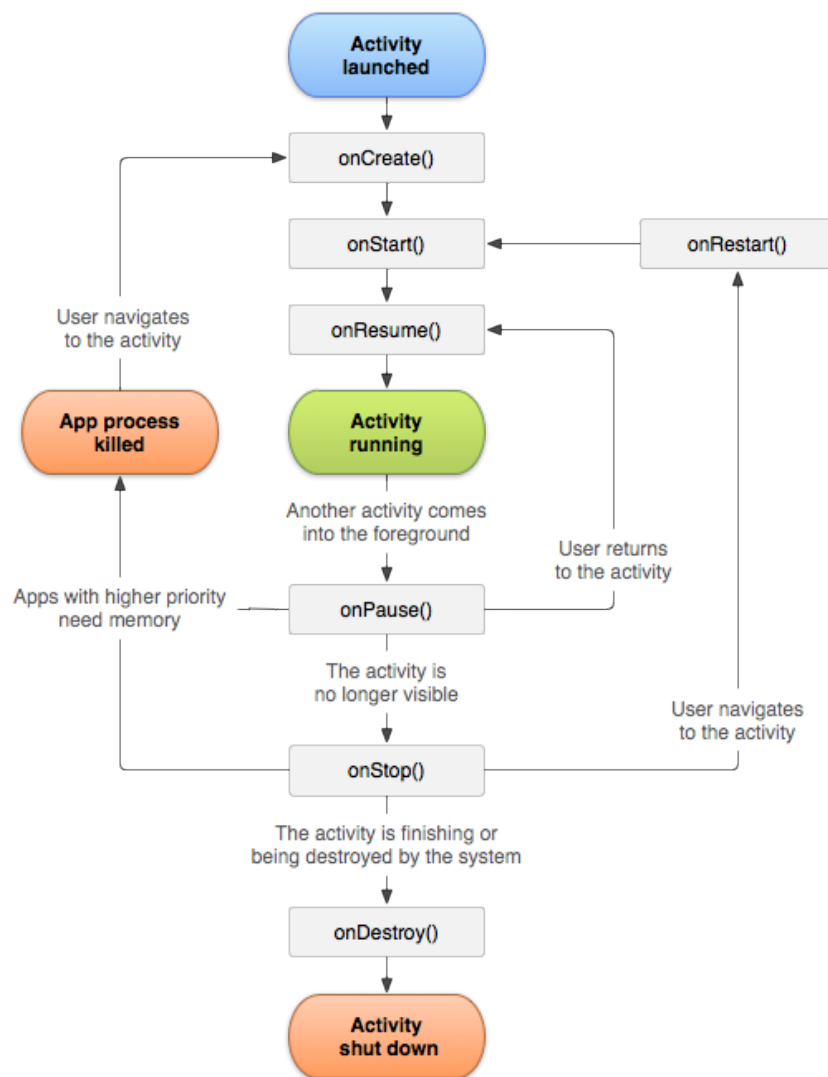 Activity
launched
onCreate()
onStart()
onRestart()
User navigates
to the activity
onResume()
App process
killed
Activity
running
Another activity comes
into the foreground
User returns
to the activity
Apps with higher priority
need memory
onPause()
The activity is
no longer visible
User navigates
to the activity
onStop()
The activity is finishing or
being destroyed by the system
onDestroy()
Activity
shut down